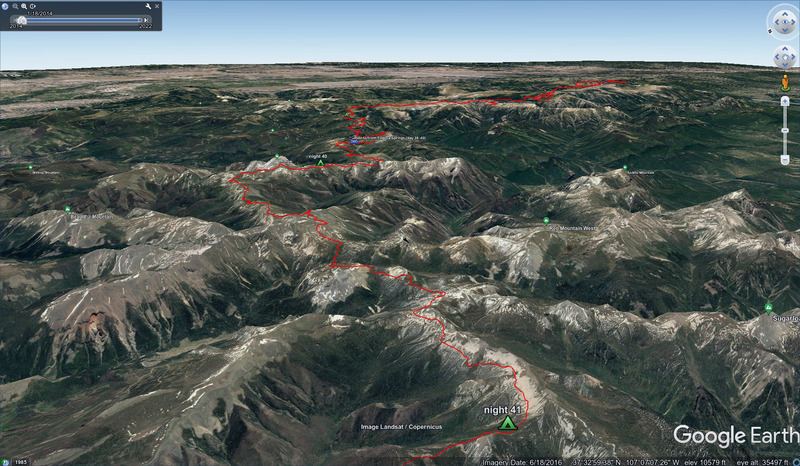 1/18/2014
2014
2022
night 40
Red Mountain West
Sugarloa
night 41
Image Landsat / Copernicus
Google Earth
1985
Imagery Date: 6/18/2016 37°32'59.38" N 107°07'07.26" W elev 10579 ft eye alt 35497 ft